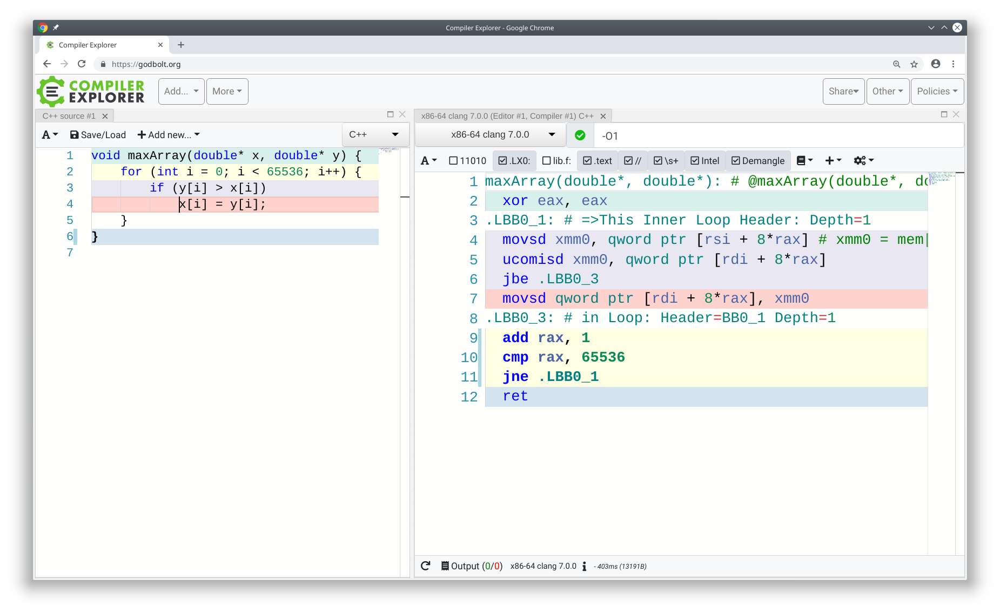 Compiler Explorer - Google Chrome
Compiler Explorer
https://godbolt.org
COMPILER
EXPLORER
Add...
More
Share
Other
Policies
C++ source #1
A
Save/Load
Add new...
C++
1 void maxArray(double* x, double* y) {
2 for (int i = 0; i < 65536; i++) {
3 if (y[i] > x[i])
4 x[i] = y[i];
5 }
6 }
7
x86-64 clang 7.0.0 (Editor #1, Compiler #1) C++
x86-64 clang 7.0.0
-O1
A
11010
.LX0:
lib.f:
.text
//
\s+
Intel
Demangle
1 maxArray(double*, double*): # @maxArray(double*,
2 xor eax, eax
3 .LBB0_1: # =>This Inner Loop Header: Depth=1
4 movsd xmm0, qword ptr [rsi + 8*rax] # xmm0 = mem
5 ucomisd xmm0, qword ptr [rdi + 8*rax]
6 jbe .LBB0_3
7 movsd qword ptr [rdi + 8*rax], xmm0
8 .LBB0_3: # in Loop: Header=BB0_1 Depth=1
9 add rax, 1
10 cmp rax, 65536
11 jne .LBB0_1
12 ret
Output (0/0)
x86-64 clang 7.0.0
- 403ms (13191B)